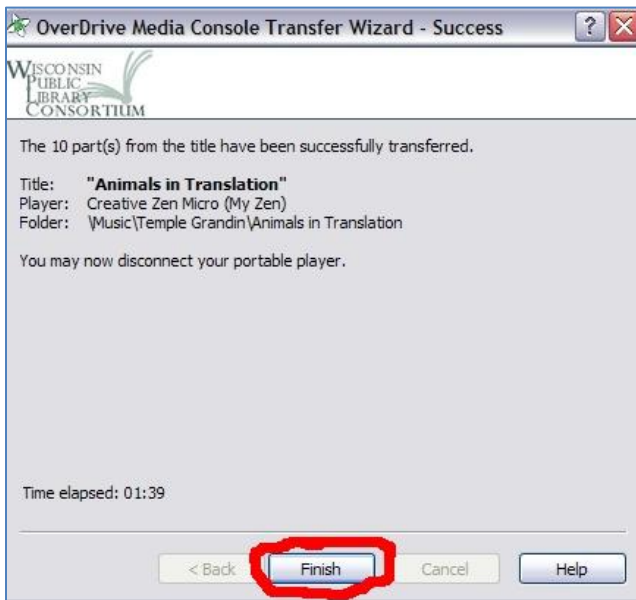 OverDrive Media Console Transfer Wizard - Success
WISCONSIN
PUBLIC
LIBRARY
CONSORTIUM
The 10 part(s) from the title have been successfully transferred.
Title: "Animals in Translation"
Player: Creative Zen Micro (My Zen)
Folder: \Music\Temple Grandin\Animals in Translation
You may now disconnect your portable player.
Time elapsed: 01:39
< Back Finish Cancel Help